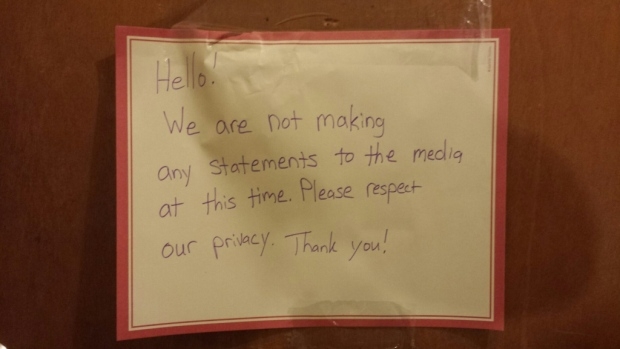 Hello!
We are not making
any statements to the media
at this time. Please respect
our privacy. Thank you!